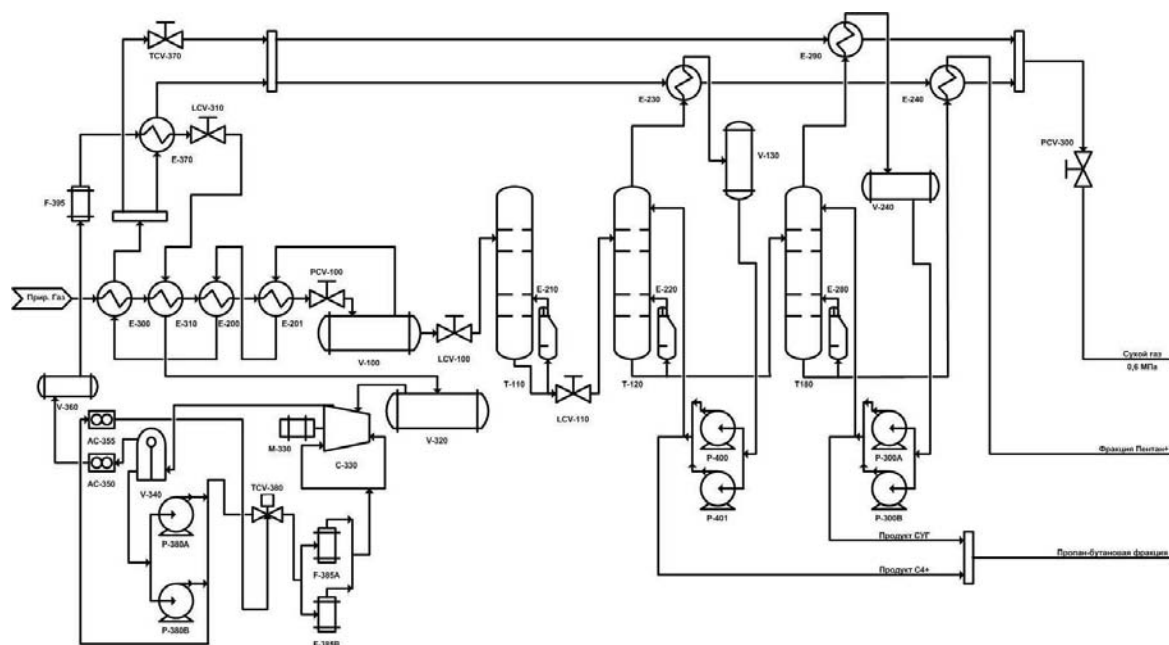 TCV-370
E-290
LCV-310
E-230
E-240
E-370
V-130
PCV-300
F-395
V-240
Прир. Газ
PCV-100
E-210
E-220
E-280
E-300
E-310
E-200
E-201
V-100
LCV-100
T-110
T-120
T180
Сухой газ
0,6 МПа
V-360
LCV-110
AC-355
M-330
C-330
V-320
P-400
P-300A
Фракция Пентан+
AC-350
V-340
TCV-380
P-401
P-300B
P-380A
Продукт СУГ
Пропан-бутановая фракция
F-385A
Продукт С4+
P-380B